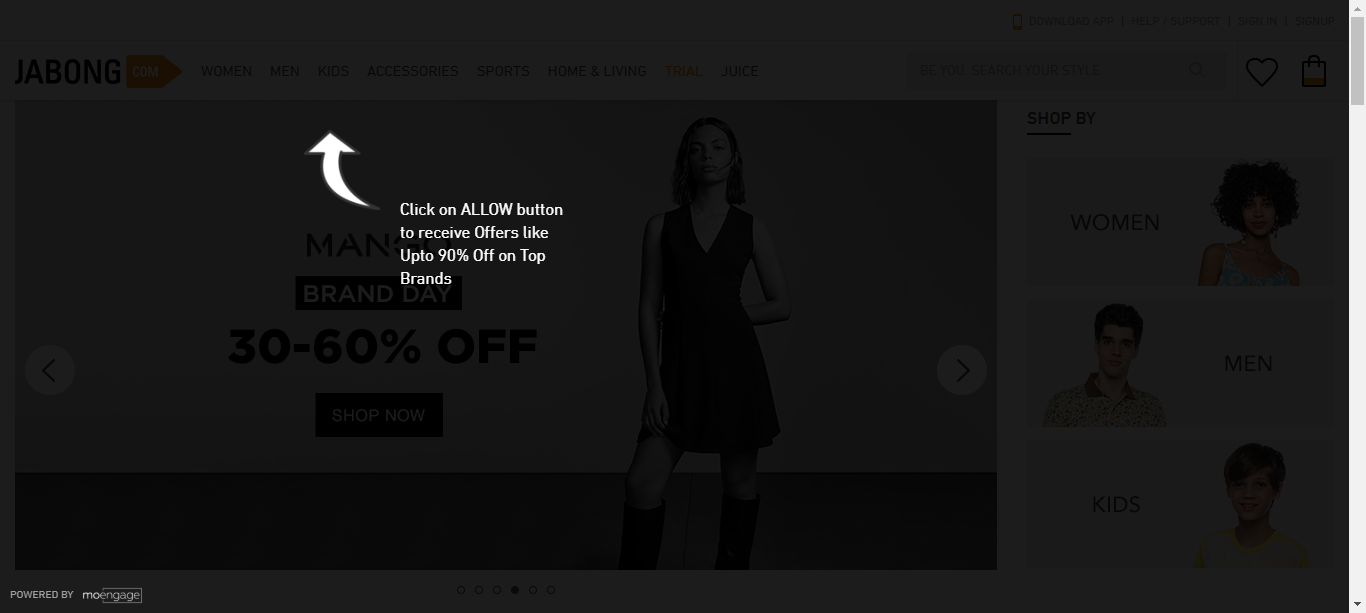 DOWNLOAD APP | HELP / SUPPORT | SIGN IN | SIGNUP
JABONG COM WOMEN MEN KIDS ACCESSORIES SPORTS HOME & LIVING TRIAL JUICE BE YOU. SEARCH YOUR STYLE
SHOP BY
Click on ALLOW button
to receive Offers like
Upto 90% Off on Top
Brands
MANGO
BRAND DAY
30-60% OFF
SHOP NOW
WOMEN
MEN
KIDS
POWERED BY moengage